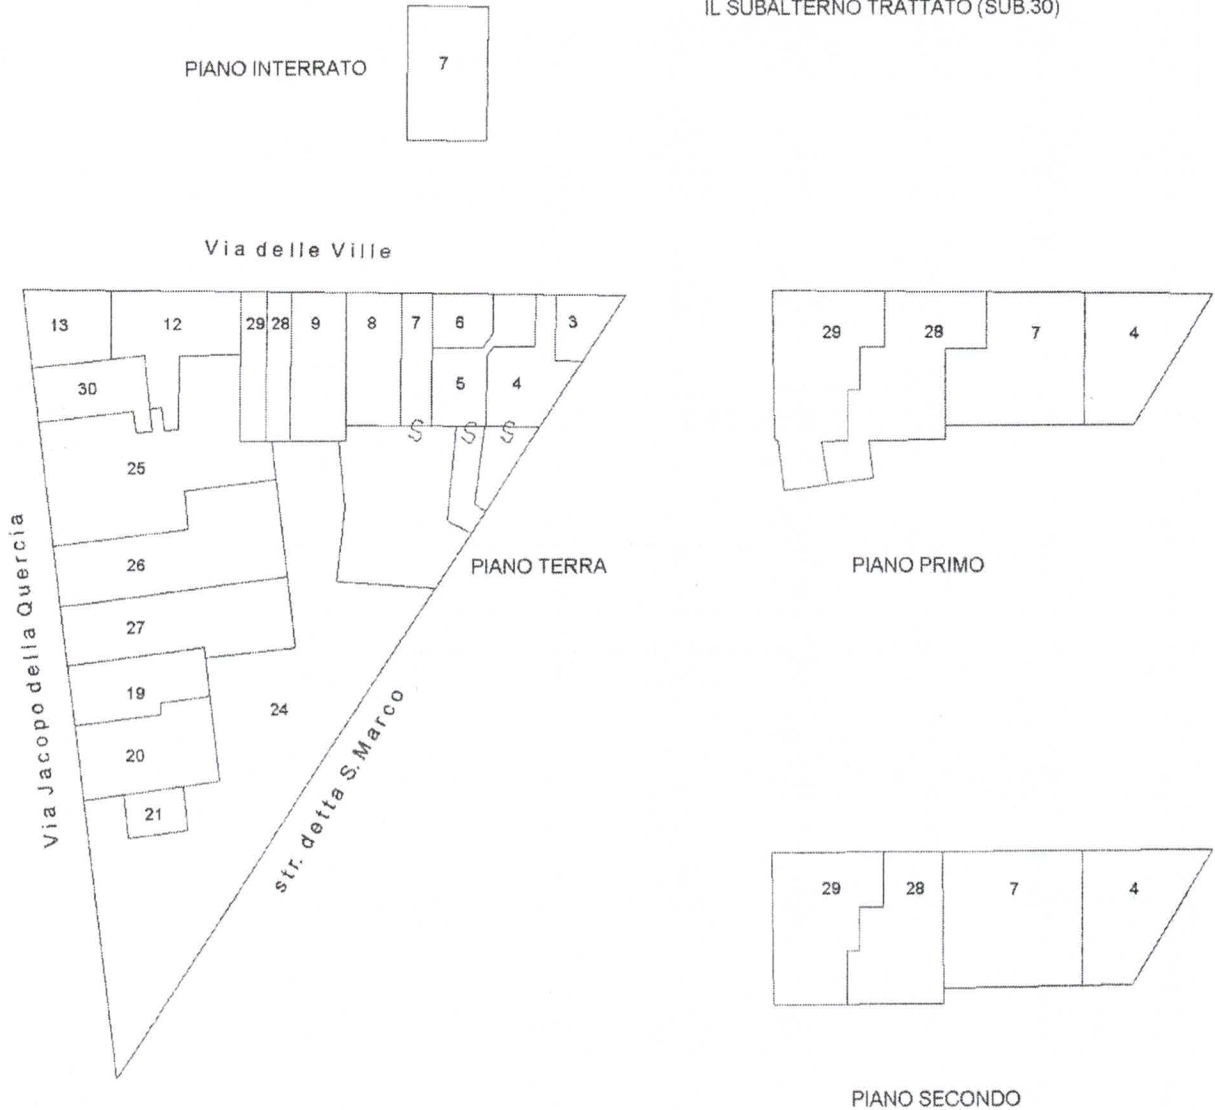 IL SUBALTERNO TRATTATO (SUB.30)
PIANO INTERRATO
7
Via delle Ville
13
12
29
28
9
8
7
6
3
30
5
4
S
S
S
25
26
27
19
20
21
24
Via Jacopo della Quercia
str. detta S. Marco
PIANO TERRA
29
28
7
4
PIANO PRIMO
29
28
7
4
PIANO SECONDO